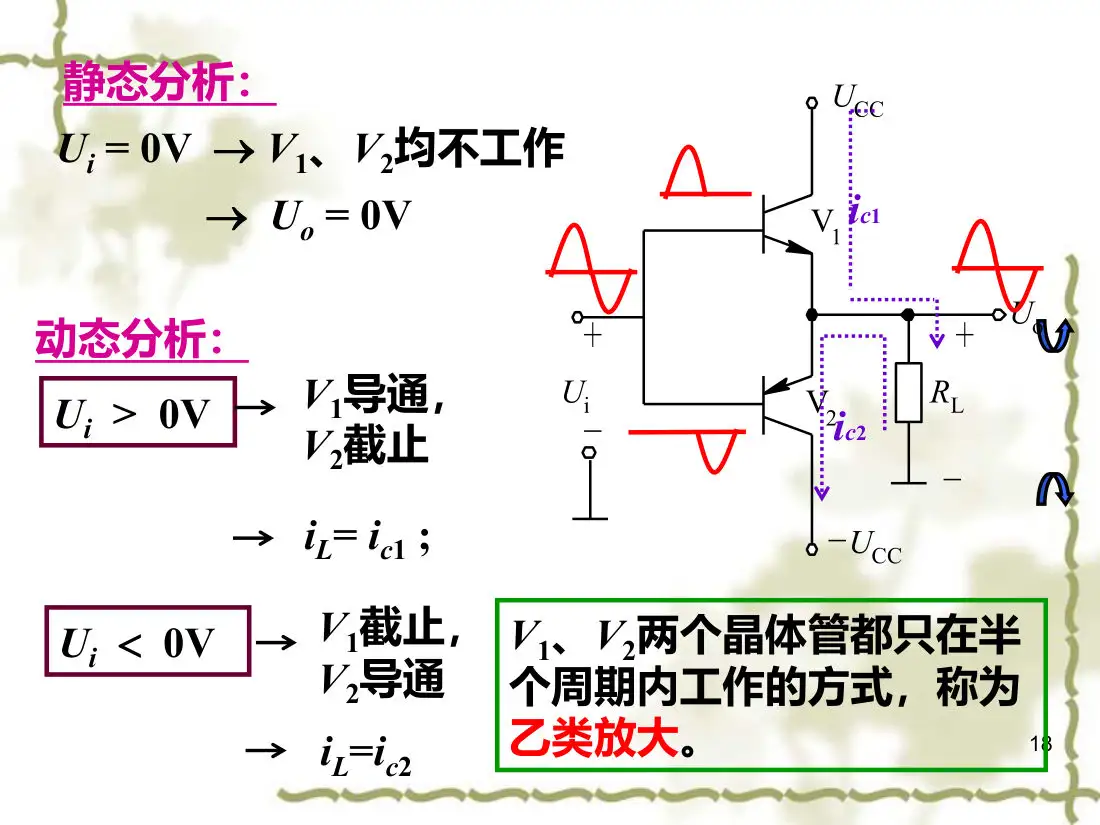 静态分析：
Ui = 0V → V1、V2均不工作
→ Uo = 0V
动态分析：
Ui > 0V → V1导通，
V2截止
→ iL= ic1 ;
Ui < 0V → V1截止，
V2导通
→ iL=ic2
UCC
V1
ic1
+
Ui
−
V2
ic2
+
Uo
RL
−
−UCC
V1、V2两个晶体管都只在半
个周期内工作的方式，称为
乙类放大。
18